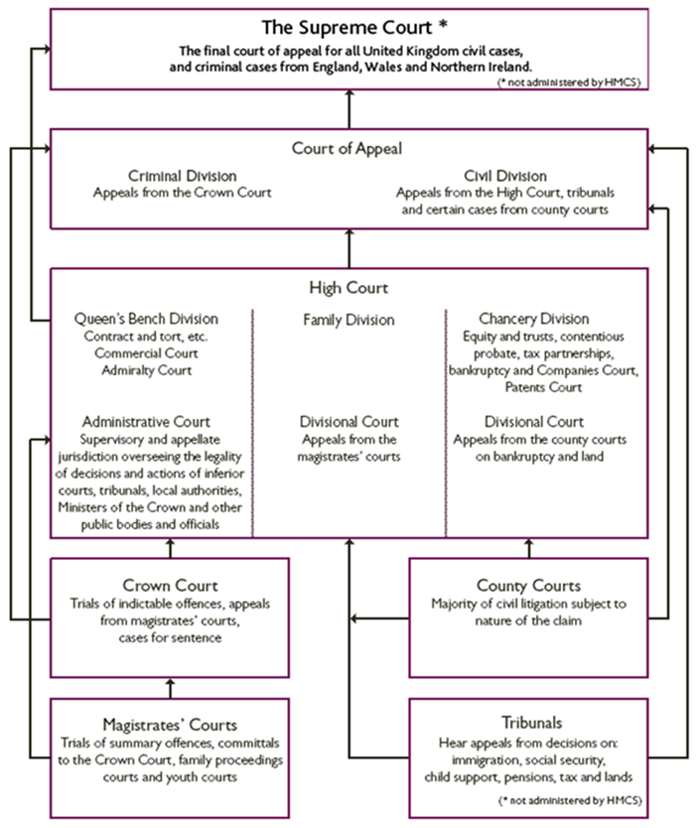 The Supreme Court *
The final court of appeal for all United Kingdom civil cases,
and criminal cases from England, Wales and Northern Ireland.
(* not administered by HMCS)
Court of Appeal
Criminal Division
Appeals from the Crown Court
Civil Division
Appeals from the High Court, tribunals
and certain cases from county courts
High Court
Queen's Bench Division
Contract and tort, etc.
Commercial Court
Admiralty Court
Administrative Court
Supervisory and appellate
jurisdiction overseeing the legality
of decisions and actions of inferior
courts, tribunals, local authorities,
Ministers of the Crown and other
public bodies and officials
Family Division
Divisional Court
Appeals from the
magistrates' courts
Chancery Division
Equity and trusts, contentious
probate, tax partnerships,
bankruptcy and Companies Court,
Patents Court
Divisional Court
Appeals from the county courts
on bankruptcy and land
Crown Court
Trials of indictable offences, appeals
from magistrates' courts,
cases for sentence
County Courts
Majority of civil litigation subject to
nature of the claim
Magistrates' Courts
Trials of summary offences, committals
to the Crown Court, family proceedings
courts and youth courts
Tribunals
Hear appeals from decisions on:
immigration, social security,
child support, pensions, tax and lands
(* not administered by HMCS)